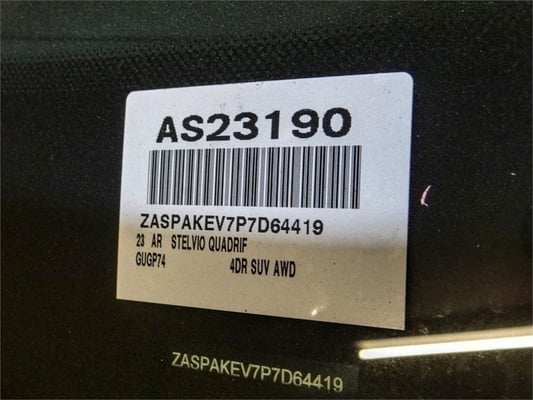 AS23190
ZASPAKEV7P7D64419
23 AR STELVIO QUADRIF
GUGP74 4DR SUV AWD
ZASPAKEV7P7D64419